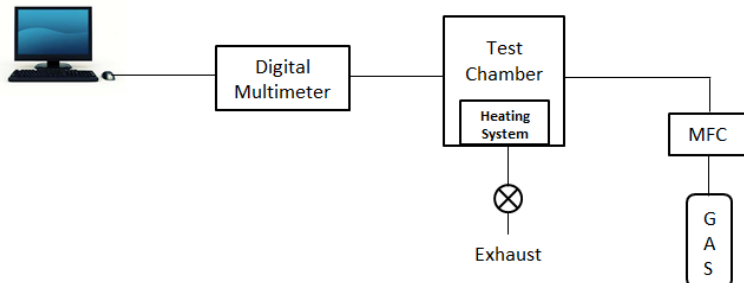 Digital
Multimeter
Test
Chamber
Heating
System
MFC
Exhaust
G
A
S